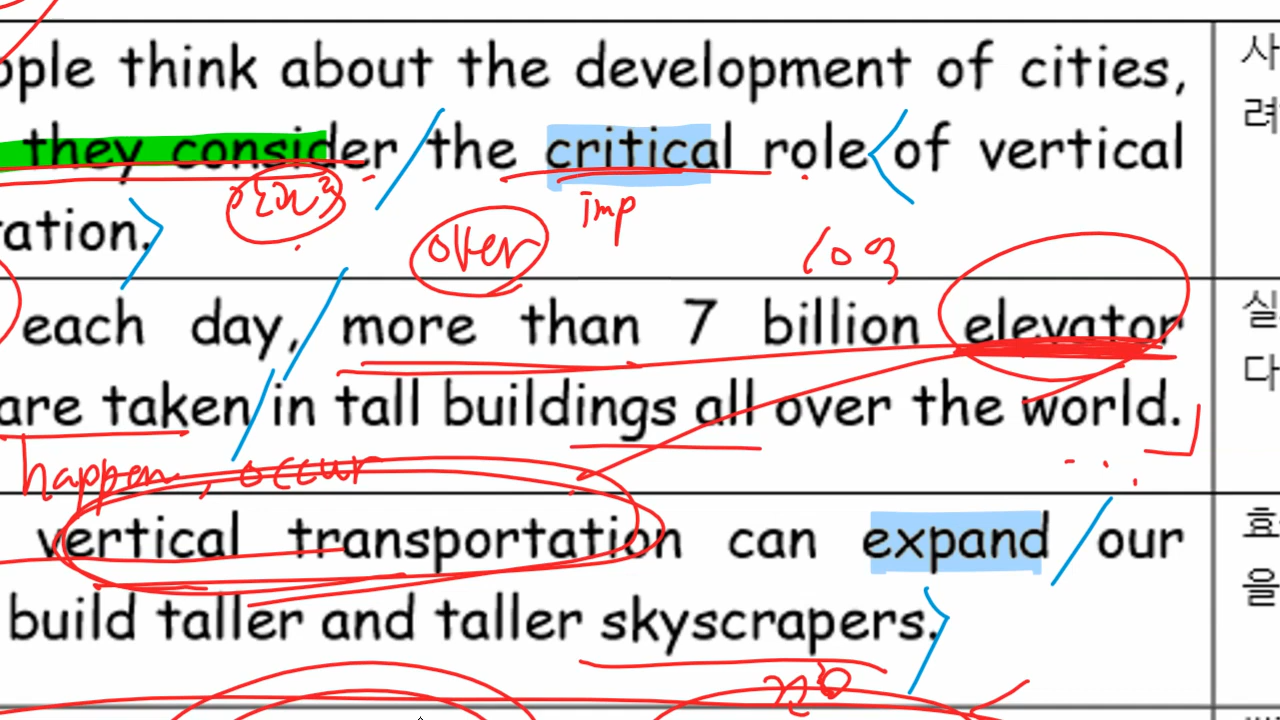 ople think about the development of cities,
사
they consider the critical role of vertical
려
imp
ation.
over
each day, more than 7 billion elevator
실
are taken in tall buildings all over the world.
다
happen, occur
vertical transportation can expand our
효
build taller and taller skyscrapers.
을